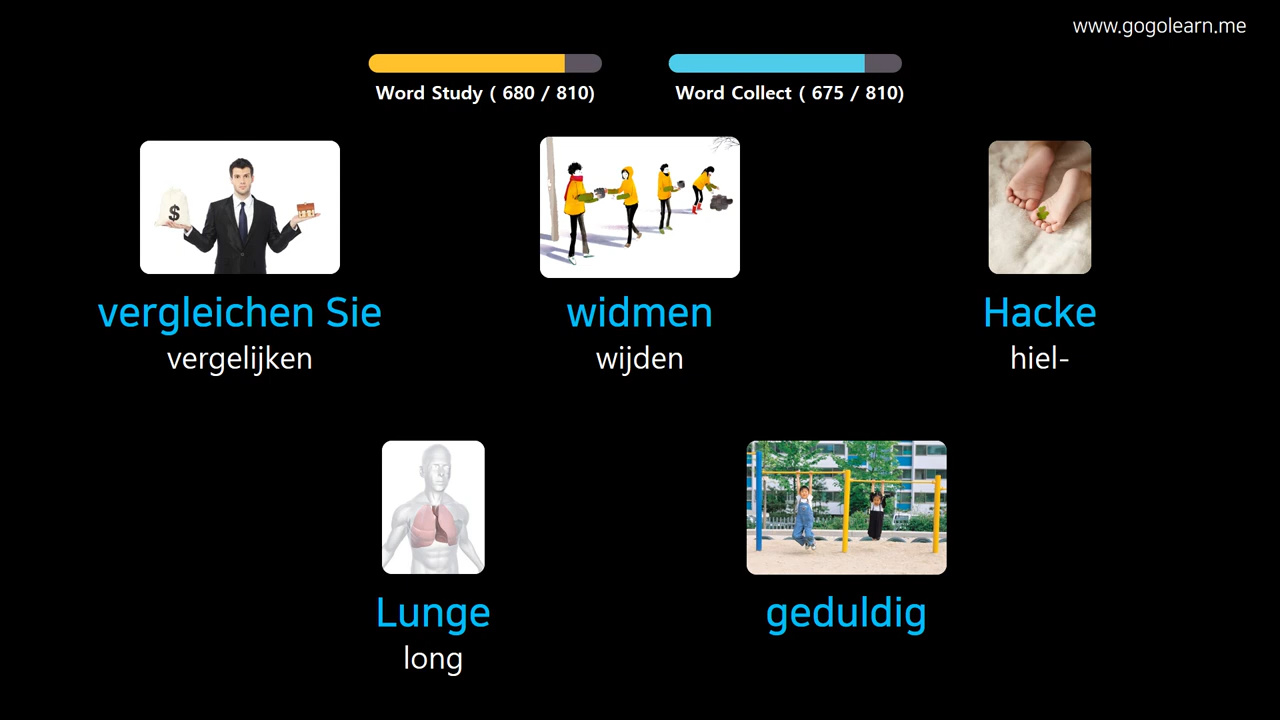 www.gogolearn.me
Word Study ( 680 / 810)
Word Collect ( 675 / 810)
vergleichen Sie
vergelijken
widmen
wijden
Hacke
hiel-
Lunge
long
geduldig